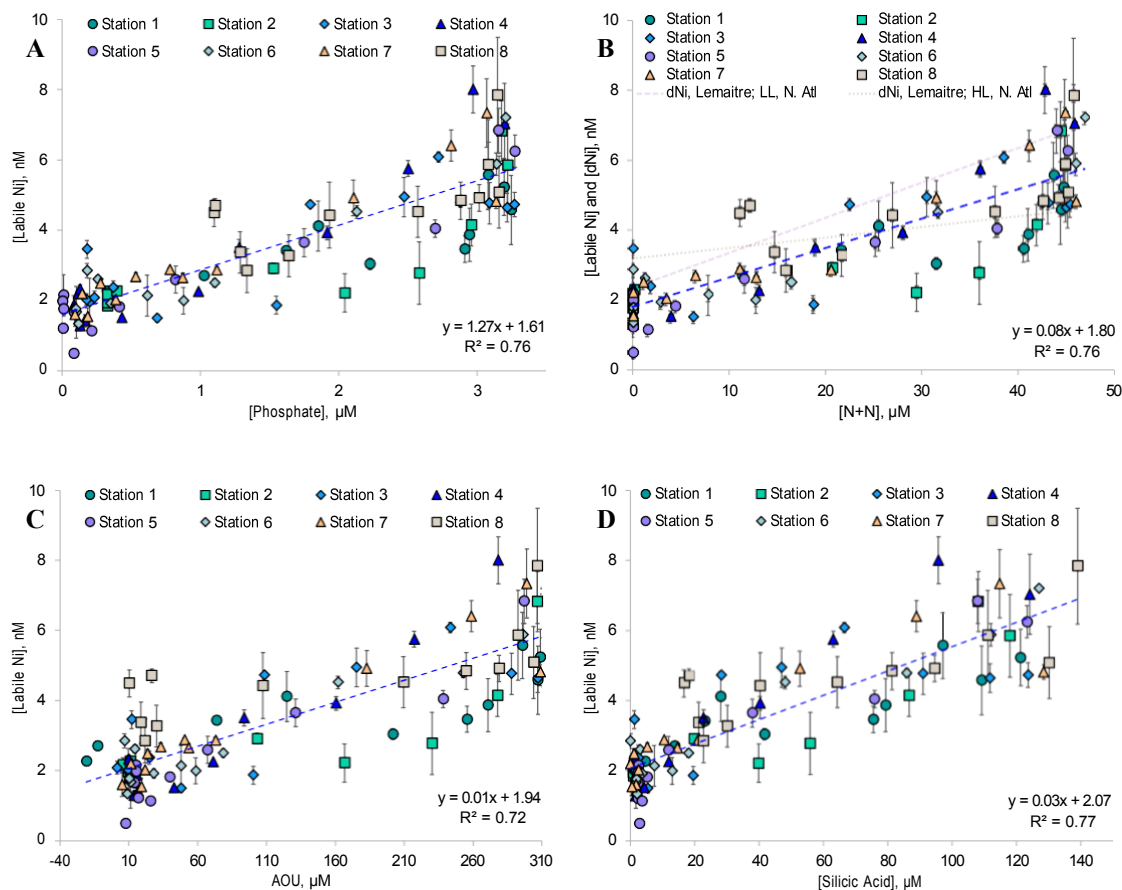 A
Station 1 Station 2 Station 3 Station 4
Station 5 Station 6 Station 7 Station 8
10
8
6
4
2
0
[Labile Ni], nM
0 1 2 3
[Phosphate], µM
y = 1.27x + 1.61
R² = 0.76
B
Station 1 Station 2
Station 3 Station 4
Station 5 Station 6
Station 7 Station 8
dNi, Lemaitre; LL, N. Atl dNi, Lemaitre; HL, N. Atl
10
8
6
4
2
0
[Labile Ni] and [dNi], nM
0 10 20 30 40 50
[N+N], µM
y = 0.08x + 1.80
R² = 0.76
C
Station 1 Station 2 Station 3 Station 4
Station 5 Station 6 Station 7 Station 8
10
8
6
4
2
0
[Labile Ni], nM
-40 10 60 110 160 210 260 310
AOU, µM
y = 0.01x + 1.94
R² = 0.72
D
Station 1 Station 2 Station 3 Station 4
Station 5 Station 6 Station 7 Station 8
10
8
6
4
2
0
[Labile Ni], nM
0 20 40 60 80 100 120 140
[Silicic Acid], µM
y = 0.03x + 2.07
R² = 0.77